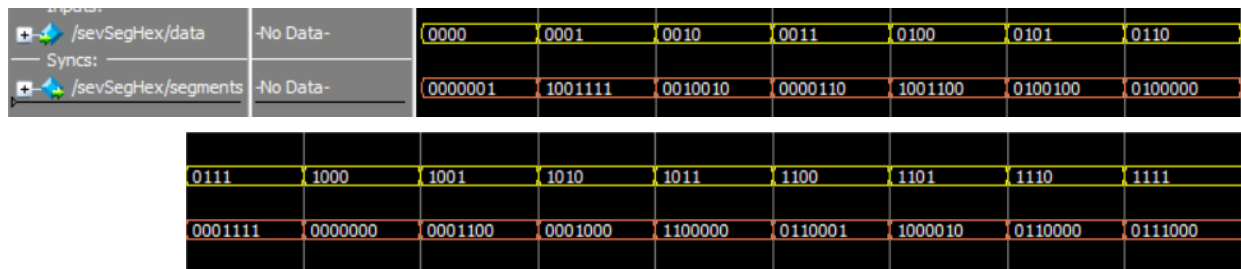 Inputs:
/sevSegHex/data -No Data- 0000 0001 0010 0011 0100 0101 0110
Syncs:
/sevSegHex/segments -No Data- 0000001 1001111 0010010 0000110 1001100 0100100 0100000
0111 1000 1001 1010 1011 1100 1101 1110 1111
0001111 0000000 0001100 0001000 1100000 0110001 1000010 0110000 0111000